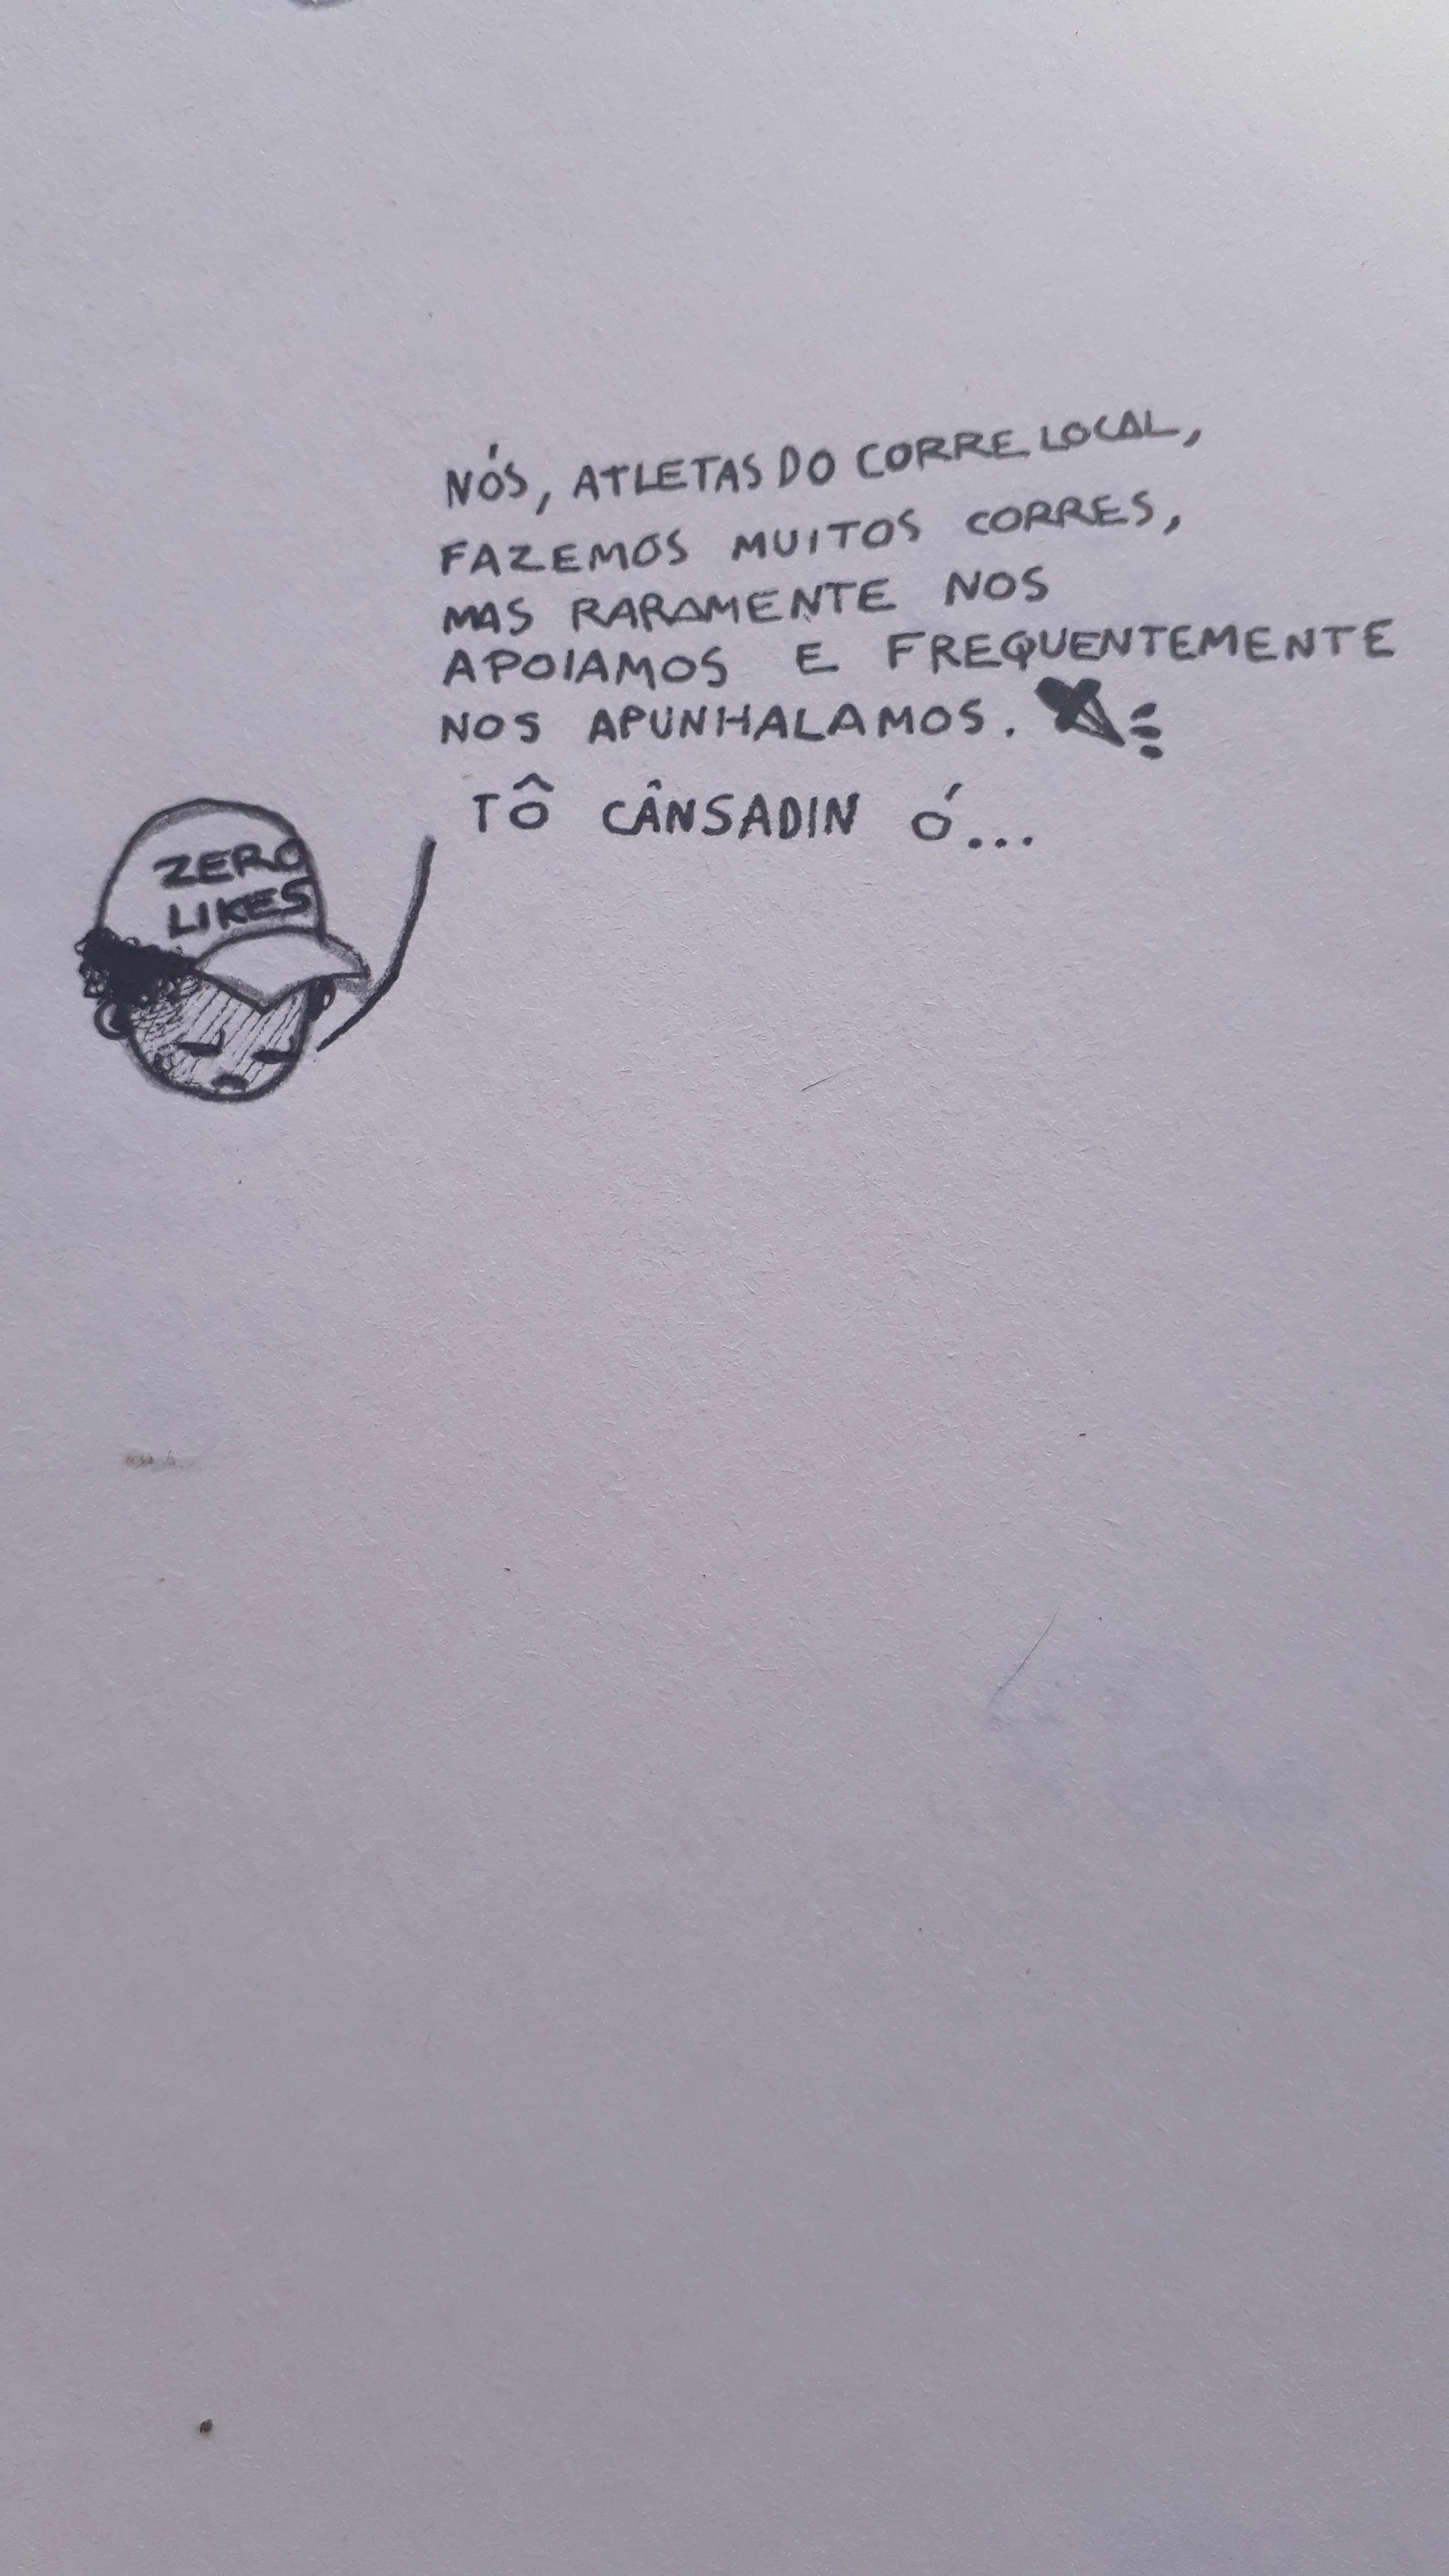 NÓS, ATLETAS DO CORRE LOCAL,
FAZEMOS MUITOS CORRES,
MAS RARAMENTE NOS
APOIAMOS E FREQUENTEMENTE
NOS APUNHALAMOS.
TÔ CÂNSADIN Ó...
ZERO
LIKES